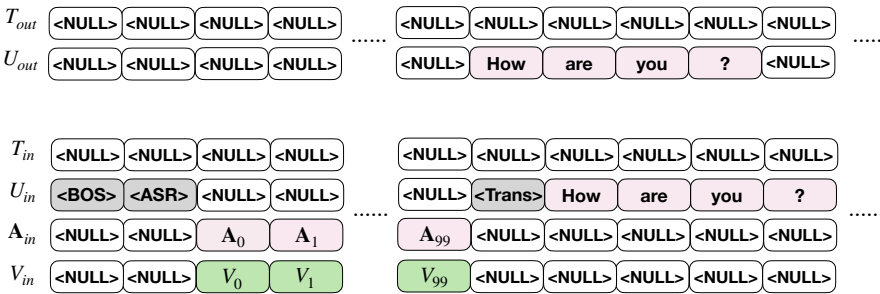 T_out <NULL> <NULL> <NULL> <NULL> <NULL> <NULL> <NULL> <NULL> <NULL> <NULL>
...... .....
U_out <NULL> <NULL> <NULL> <NULL> <NULL> How are you ? <NULL>
T_in <NULL> <NULL> <NULL> <NULL> <NULL> <NULL> <NULL> <NULL> <NULL> <NULL>
U_in <BOS> <ASR> <NULL> <NULL> <NULL> <Trans> How are you ?
...... .....
A_in <NULL> <NULL> A_0 A_1 A_99 <NULL> <NULL> <NULL> <NULL> <NULL>
V_in <NULL> <NULL> V_0 V_1 V_99 <NULL> <NULL> <NULL> <NULL> <NULL>